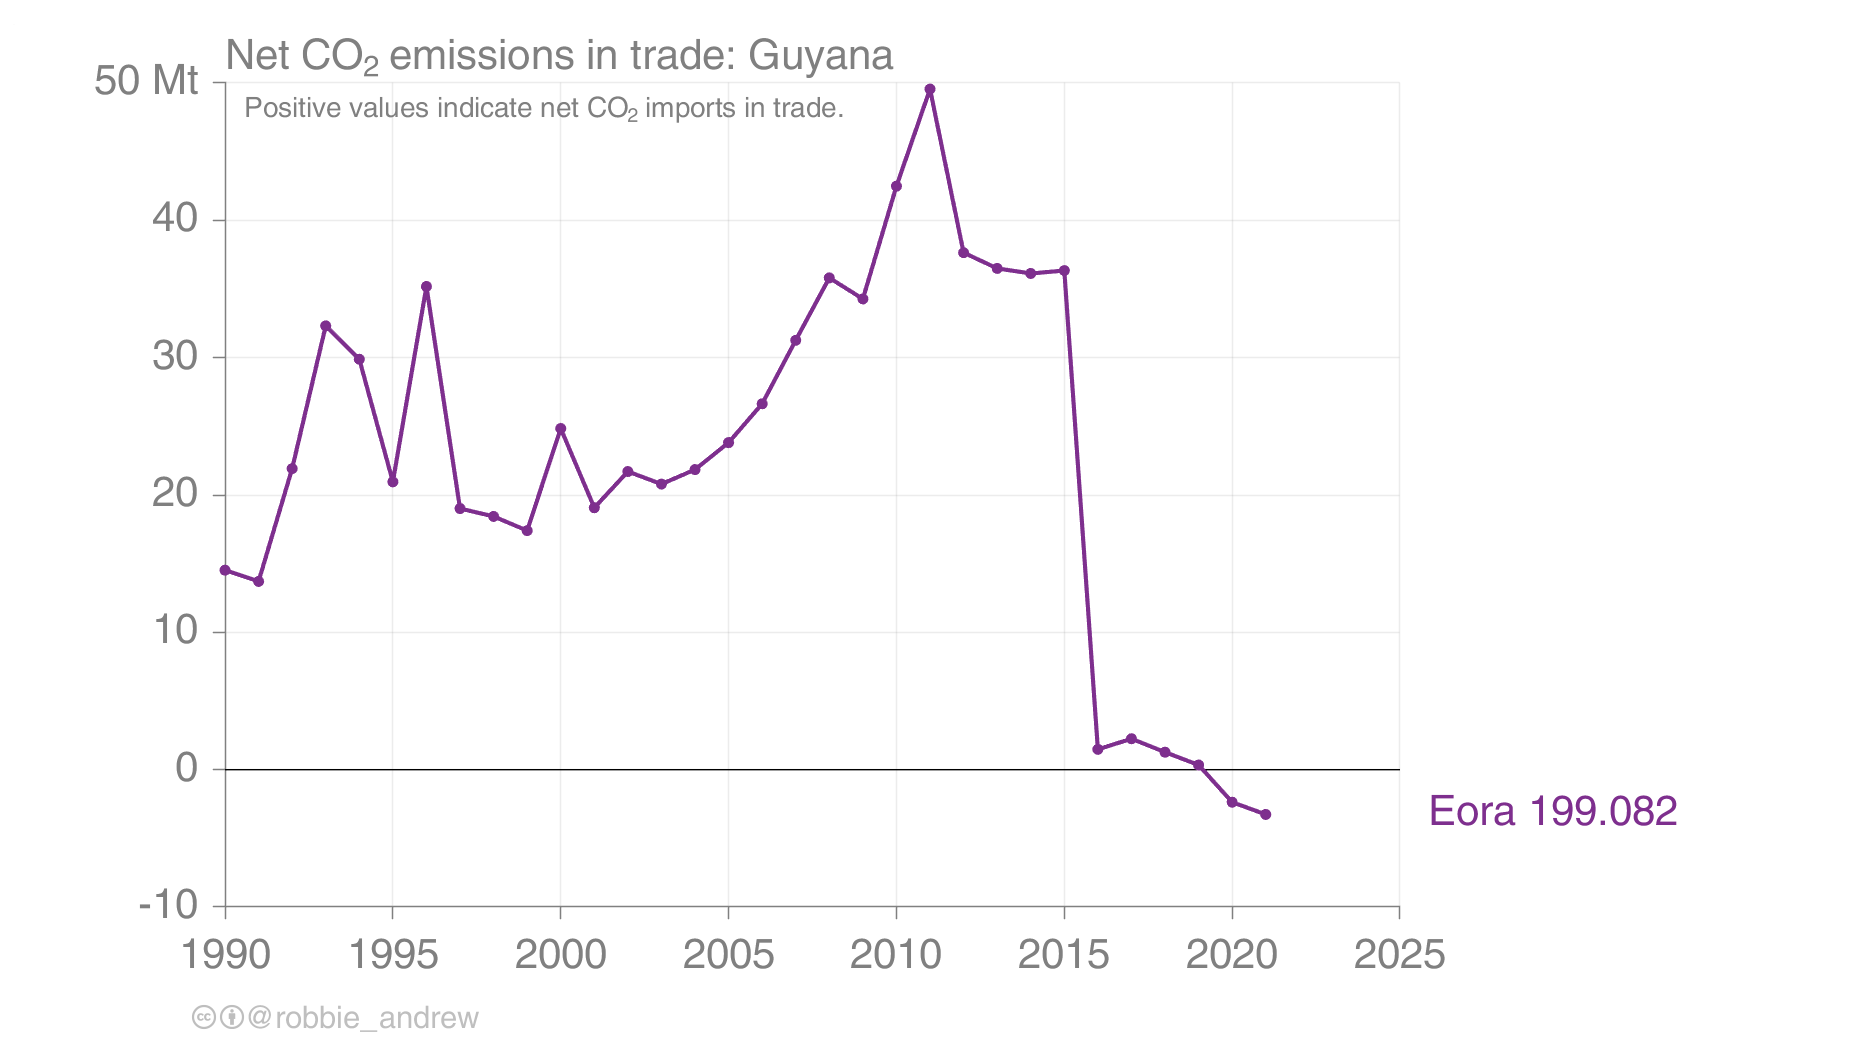 Net CO₂ emissions in trade: Guyana
50 Mt
Positive values indicate net CO₂ imports in trade.
40
30
20
10
0
Eora 199.082
-10
1990 1995 2000 2005 2010 2015 2020 2025
@robbie_andrew